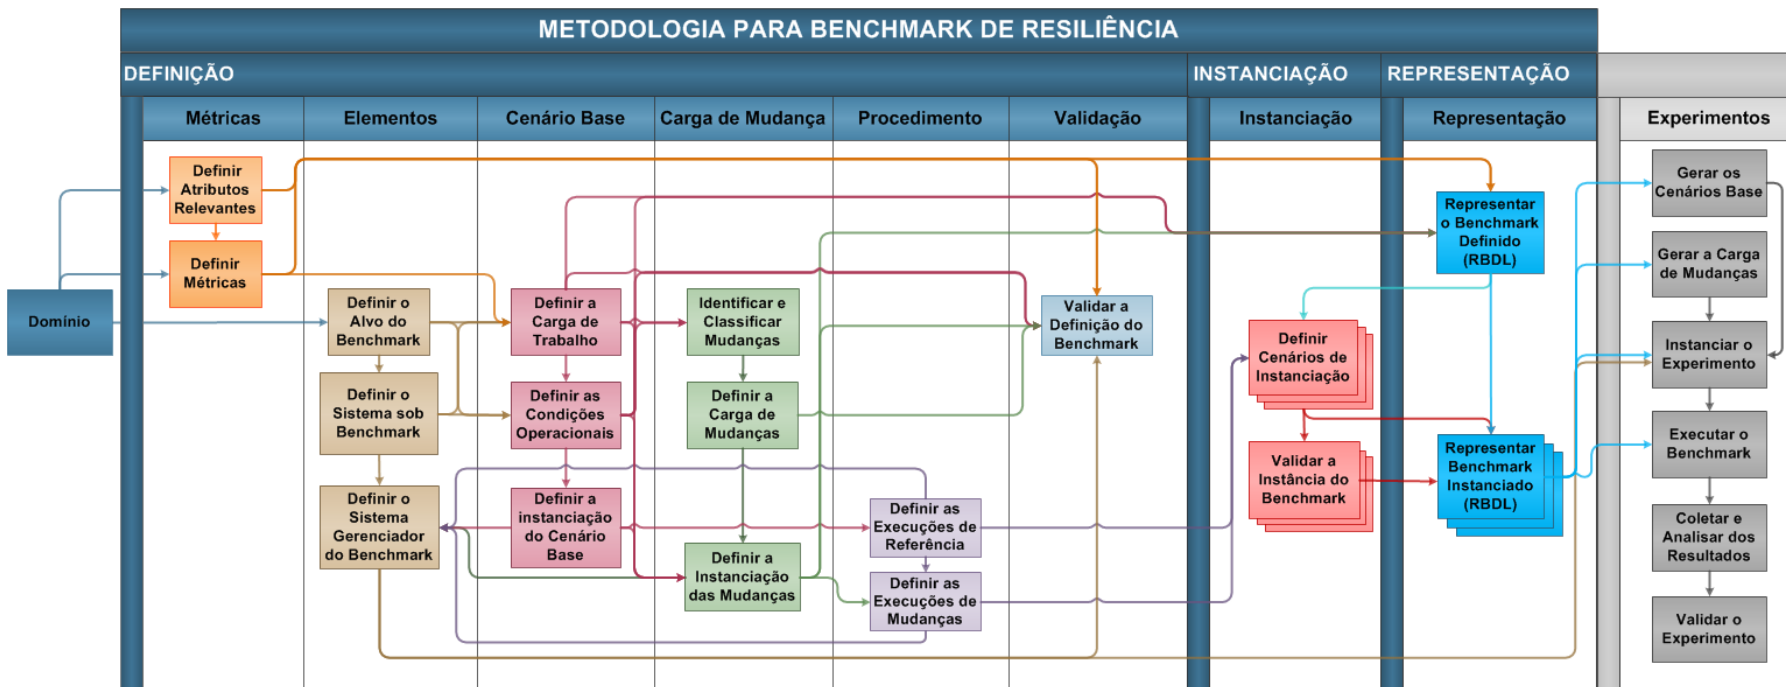 METODOLOGIA PARA BENCHMARK DE RESILIÊNCIA
DEFINIÇÃO
INSTANCIAÇÃO
REPRESENTAÇÃO
Métricas
Elementos
Cenário Base
Carga de Mudança
Procedimento
Validação
Instanciação
Representação
Experimentos
Domínio
Definir
Atributos
Relevantes
Definir
Métricas
Definir o
Alvo do
Benchmark
Definir o
Sistema sob
Benchmark
Definir o
Sistema
Gerenciador
do Benchmark
Definir a
Carga de
Trabalho
Definir as
Condições
Operacionais
Definir a
instanciação
do Cenário
Base
Identificar e
Classificar
Mudanças
Definir a
Carga de
Mudanças
Definir a
Instanciação
das Mudanças
Definir as
Execuções de
Referência
Definir as
Execuções de
Mudanças
Validar a
Definição do
Benchmark
Definir
Cenários de
Instanciação
Validar a
Instância do
Benchmark
Representar
o Benchmark
Definido
(RBDL)
Representar
Benchmark
Instanciado
(RBDL)
Gerar os
Cenários Base
Gerar a Carga
de Mudanças
Instanciar o
Experimento
Executar o
Benchmark
Coletar e
Analisar dos
Resultados
Validar o
Experimento